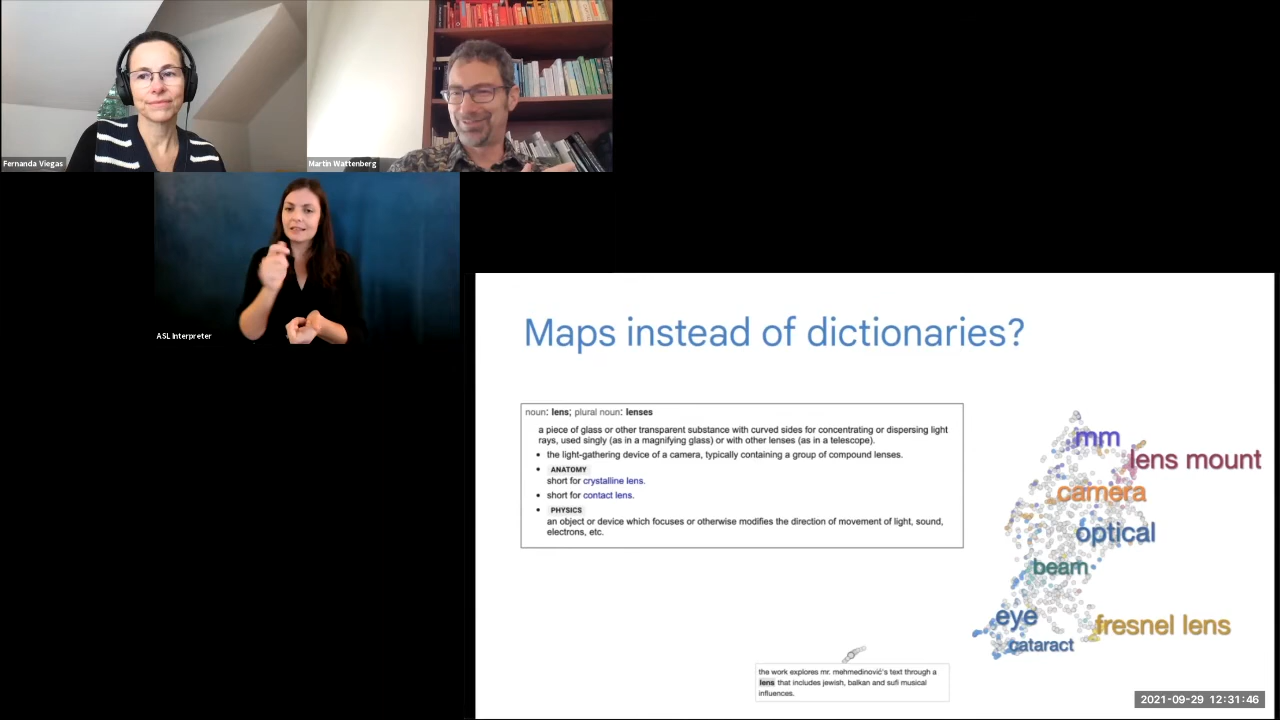 Fernanda Viegas
Martin Wattenberg
ASL Interpreter
Maps instead of dictionaries?
noun: lens; plural noun: lenses
a piece of glass or other transparent substance with curved sides for concentrating or dispersing light
rays, used singly (as in a magnifying glass) or with other lenses (as in a telescope).
• the light-gathering device of a camera, typically containing a group of compound lenses.
• ANATOMY
short for crystalline lens.
• short for contact lens.
• PHYSICS
an object or device which focuses or otherwise modifies the direction of movement of light, sound,
electrons, etc.
mm
lens mount
camera
optical
beam
eye
fresnel lens
cataract
the work explores mr. mehmedinović's text through a
lens that includes jewish, balkan and sufi musical
influences.
2021-09-29 12:31:46